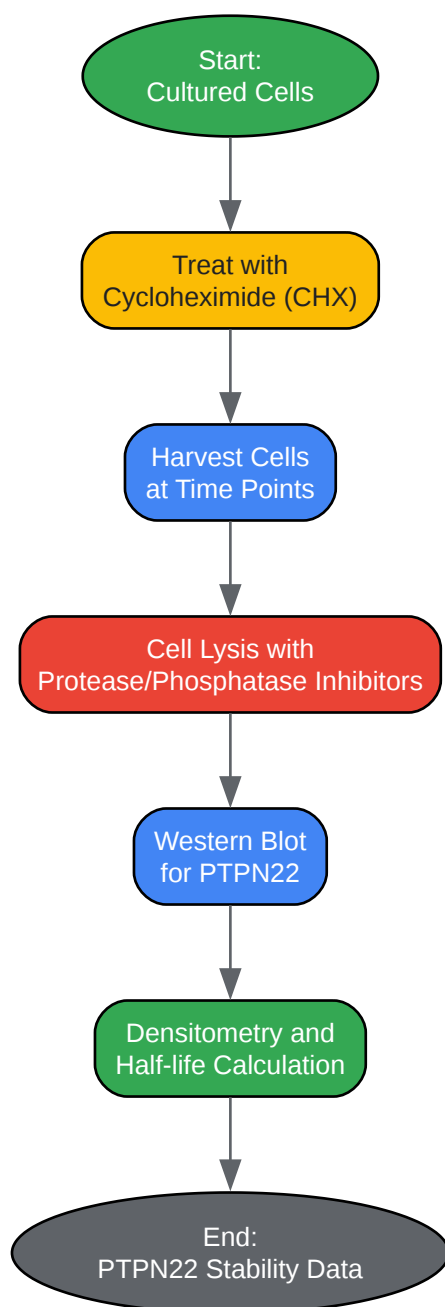 Start:
Cultured Cells
Treat with
Cycloheximide (CHX)
Harvest Cells
at Time Points
Cell Lysis with
Protease/Phosphatase Inhibitors
Western Blot
for PTPN22
Densitometry and
Half-life Calculation
End:
PTPN22 Stability Data